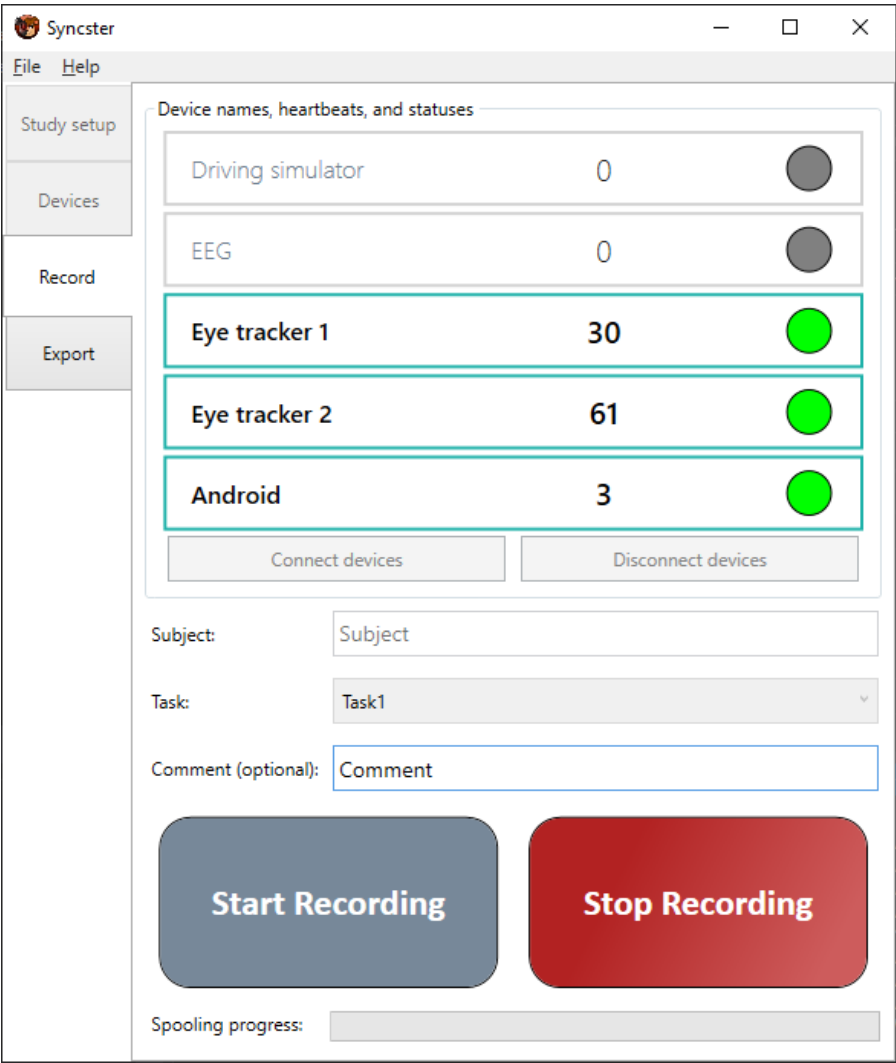 Syncster
File Help
Study setup
Devices
Record
Export
Device names, heartbeats, and statuses
Driving simulator 0
EEG 0
Eye tracker 1 30
Eye tracker 2 61
Android 3
Connect devices Disconnect devices
Subject: Subject
Task: Task1
Comment (optional): Comment
Start Recording Stop Recording
Spooling progress: